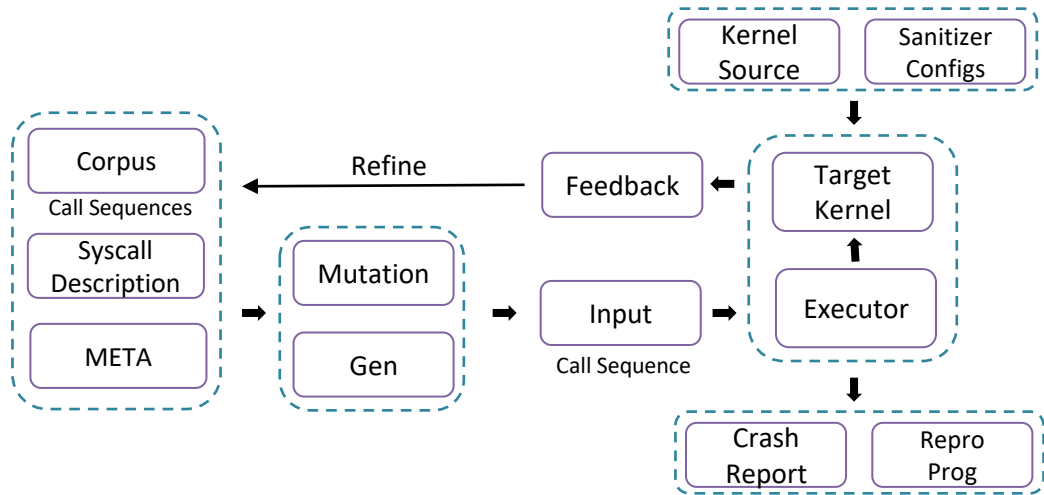 Kernel
Source
Sanitizer
Configs
Corpus
Call Sequences
Refine
Feedback
Target
Kernel
Syscall
Description
Mutation
Input
Call Sequence
Executor
META
Gen
Crash
Report
Repro
Prog